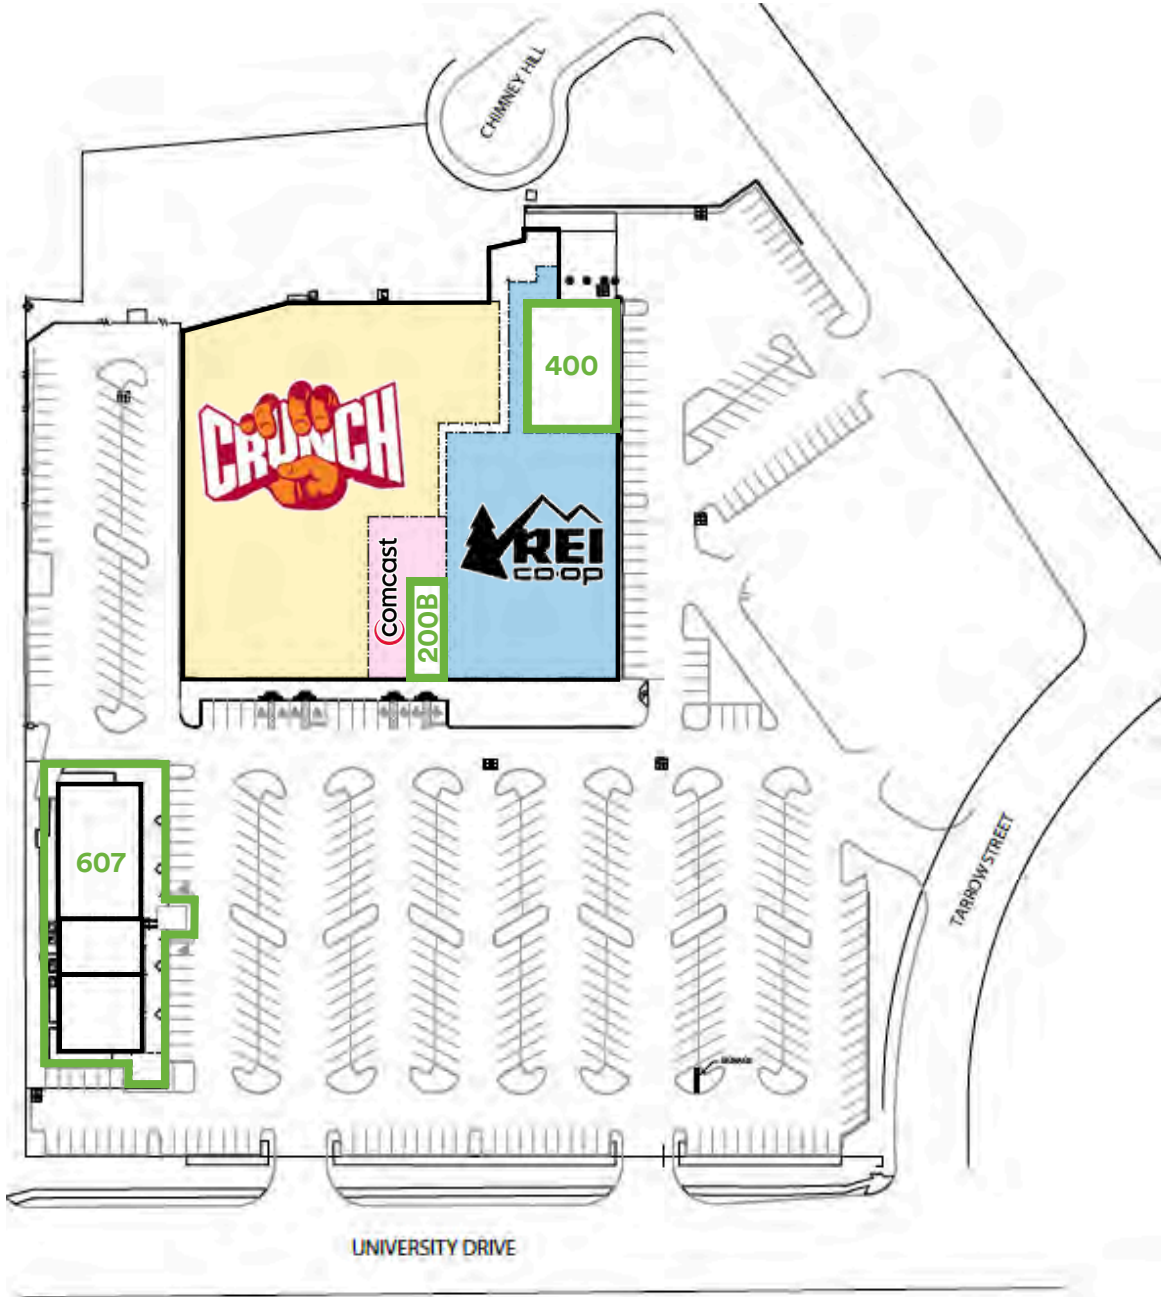 CHIMNEY HILL
400
CRUNCH
REI
co·op
Comcast
200B
607
TARROW STREET
UNIVERSITY DRIVE